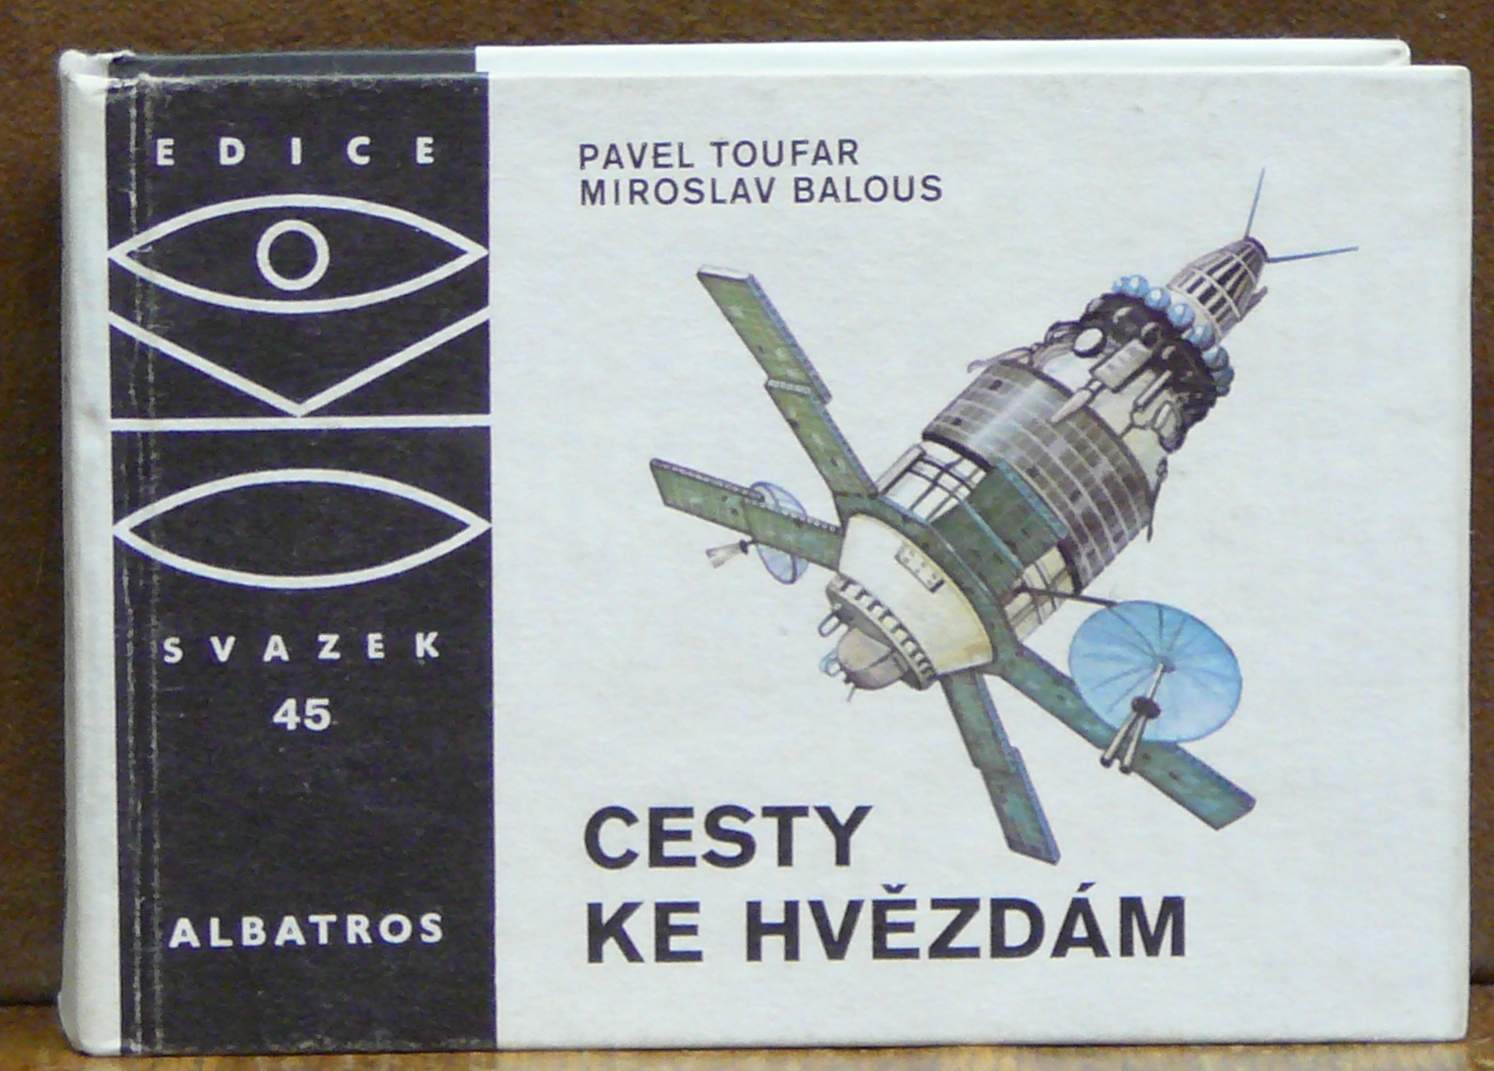 EDICE
SVAZEK
45
ALBATROS
PAVEL TOUFAR
MIROSLAV BALOUS
CESTY
KE HVĚZDÁM